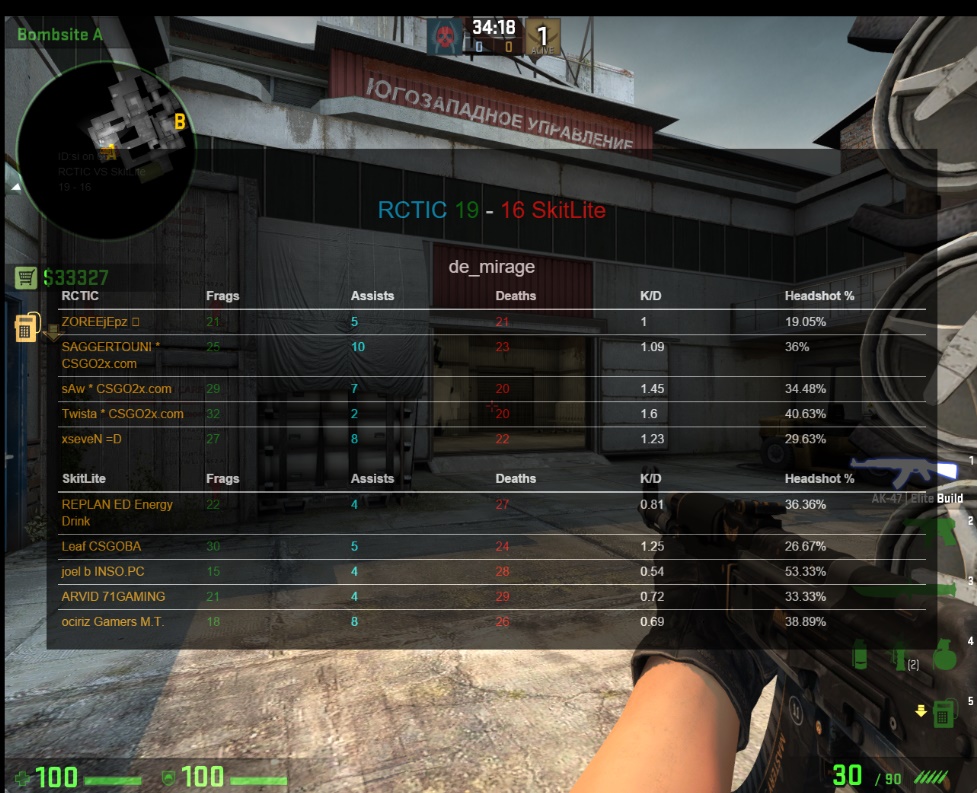 Bombsite A
34:18
0 0
1
ALIVE
ЮГОЗАПАДНОЕ УПРАВЛЕНИЕ
B
RCTIC VS SkitLite
19 - 16
RCTIC 19 - 16 SkitLite
de_mirage
$33327
RCTIC Frags Assists Deaths K/D Headshot %
ZOREEjEpz 21 5 21 1 19.05%
SAGGERTOUNI * 25 10 23 1.09 36%
CSGO2x.com
sAw * CSGO2x.com 29 7 20 1.45 34.48%
Twista * CSGO2x.com 32 2 20 1.6 40.63%
xseveN =D 27 8 22 1.23 29.63%
SkitLite Frags Assists Deaths K/D Headshot %
REPLAN ED Energy 22 4 27 0.81 36.36%
Drink
Leaf CSGOBA 30 5 24 1.25 26.67%
joel b INSO.PC 15 4 28 0.54 53.33%
ARVID 71GAMING 21 4 29 0.72 33.33%
ociriz Gamers M.T. 18 8 26 0.69 38.89%
1
AK-47 | Elite Build
2
3
4
(2)
5
100 100
30 / 90